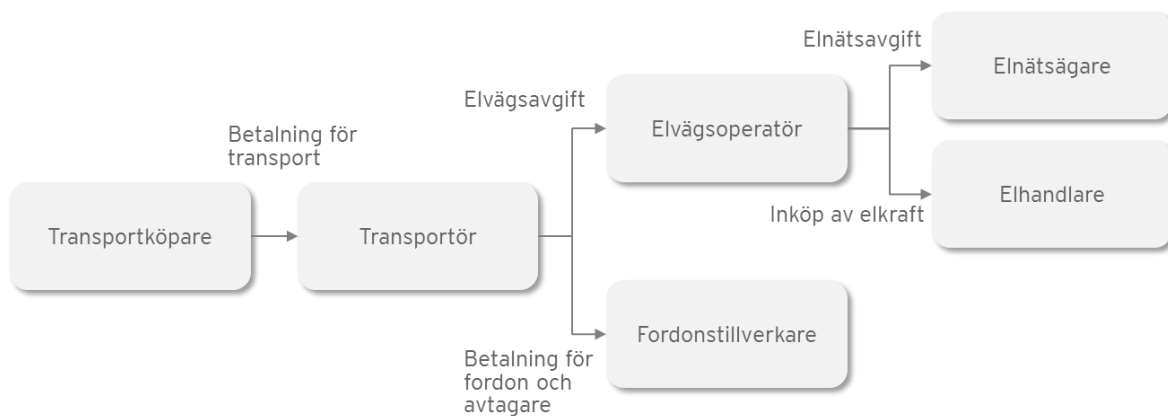 Transportköpare
Betalning för
transport
Transportör
Elvägsavgift
Elvägsoperatör
Elnätsavgift
Elnätsägare
Inköp av elkraft
Elhandlare
Betalning för
fordon och
avtagare
Fordonstillverkare